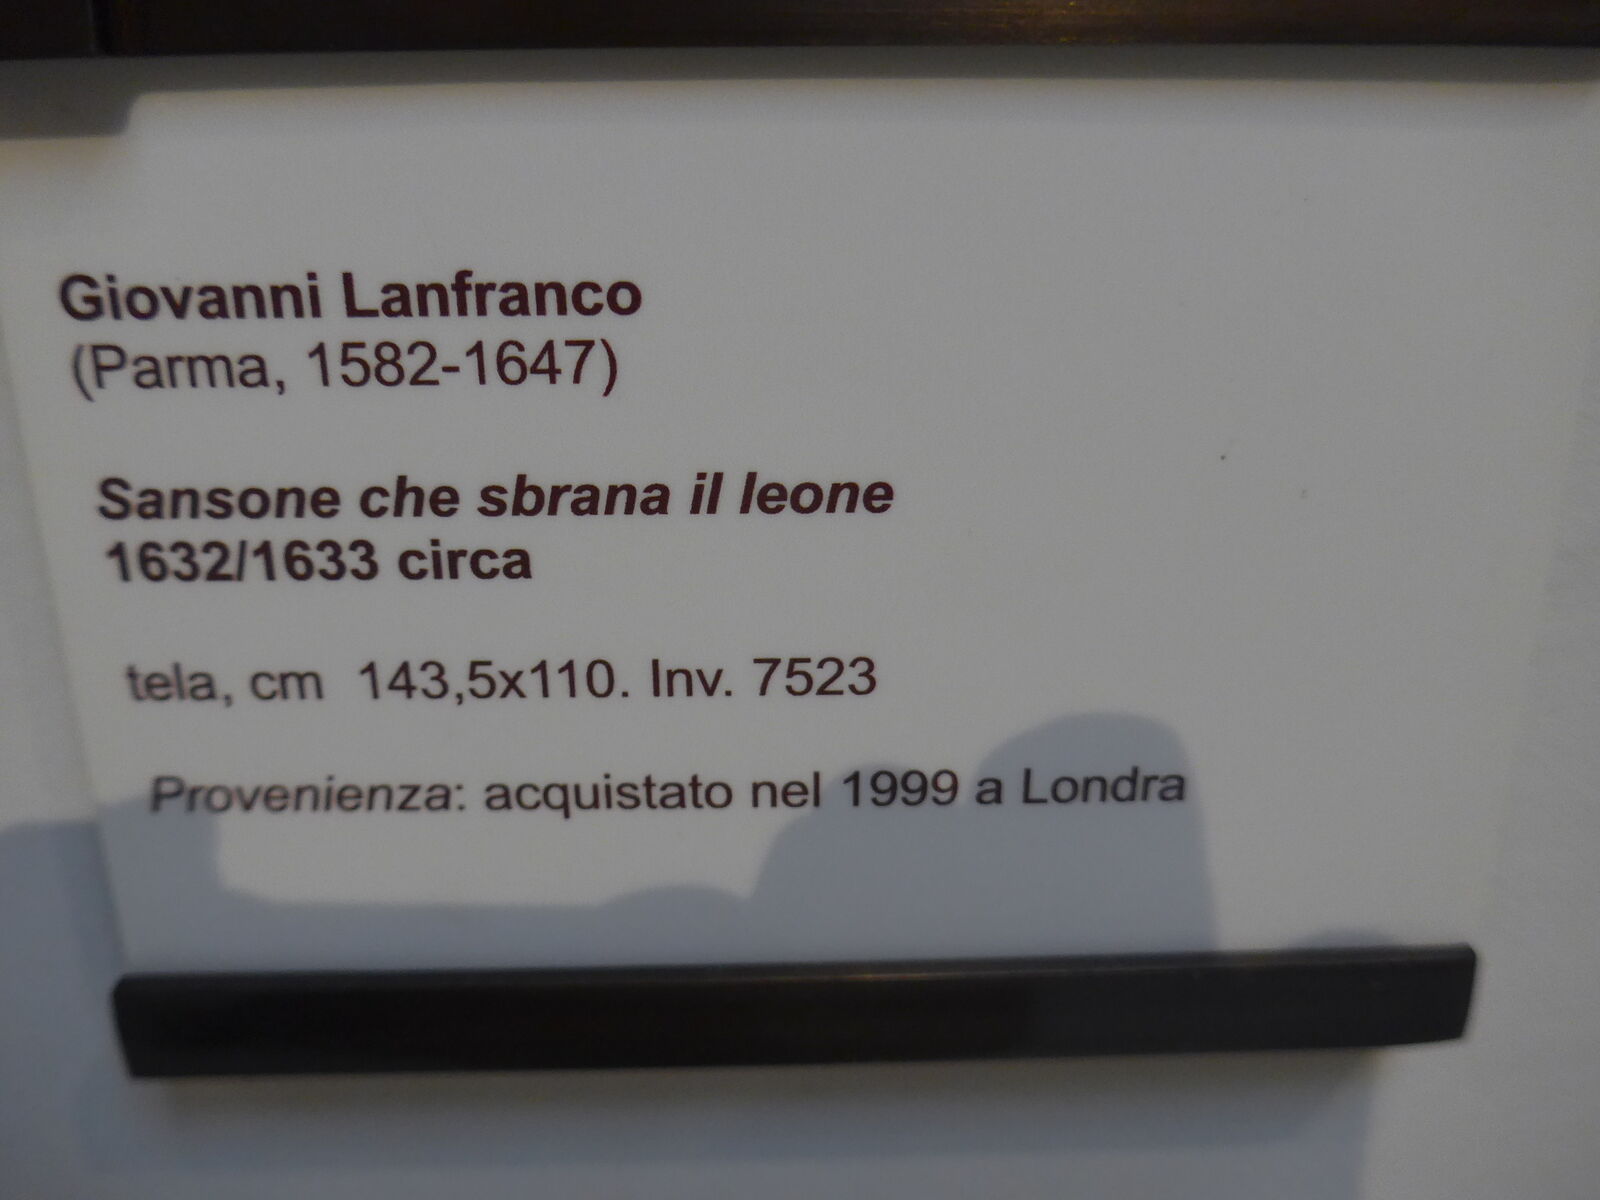 Giovanni Lanfranco
(Parma, 1582-1647)
Sansone che sbrana il leone
1632/1633 circa
tela, cm 143,5x110. Inv. 7523
Provenienza: acquistato nel 1999 a Londra